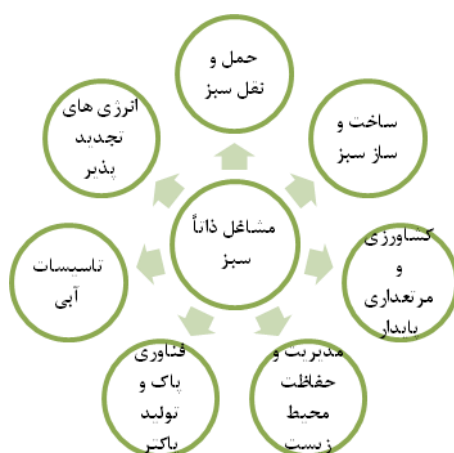 حمل و
نقل سبز
ساخت و
ساز سبز
کشاورزی
و
مرتعداری
پایدار
مدیریت و
حفاظت
محیط
زیست
فناوری
پاک و
تولید
پاکتر
تاسیسات
آبی
انرژی های
تجدید
پذیر
مشاغل ذاتاً
سبز